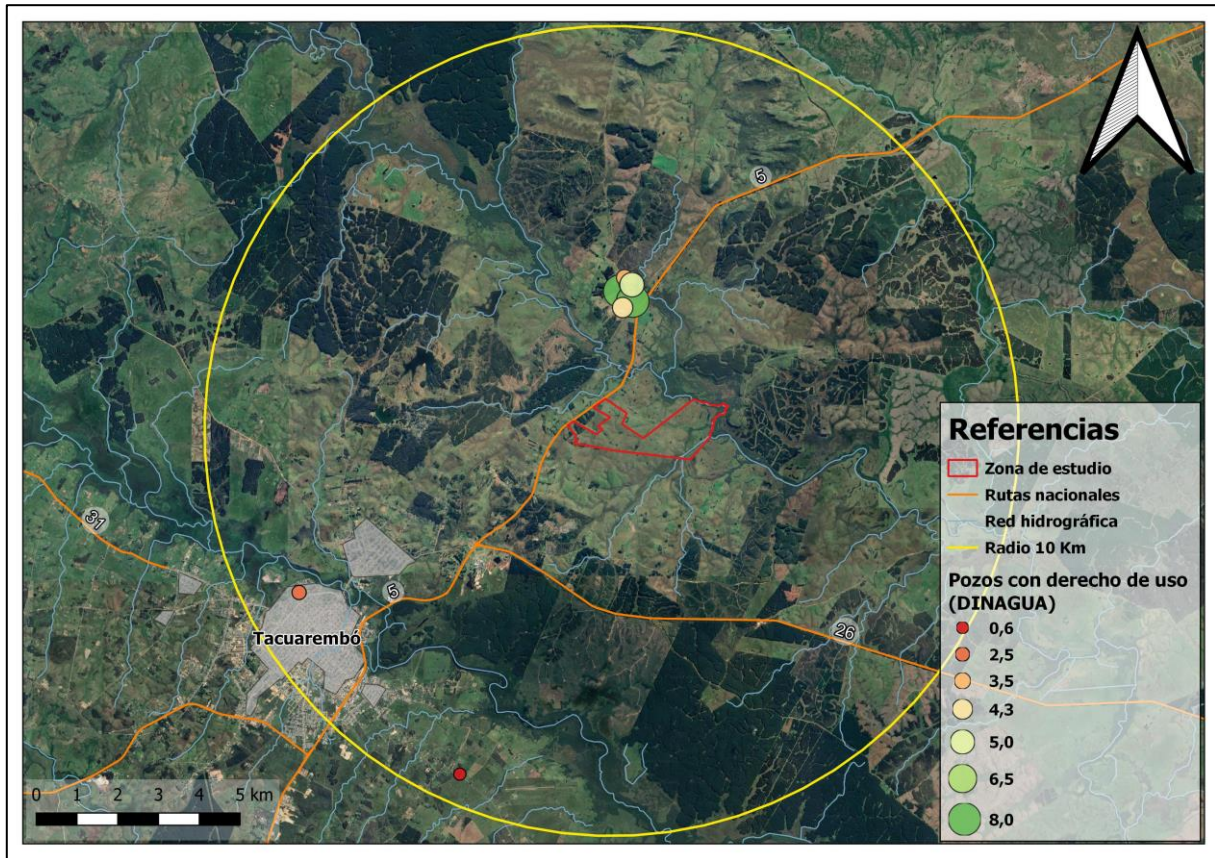 5
31
5
Tacuarembó
26
0 1 2 3 4 5 km
Referencias
Zona de estudio
Rutas nacionales
Red hidrográfica
Radio 10 Km
Pozos con derecho de uso
(DINAGUA)
0,6
2,5
3,5
4,3
5,0
6,5
8,0